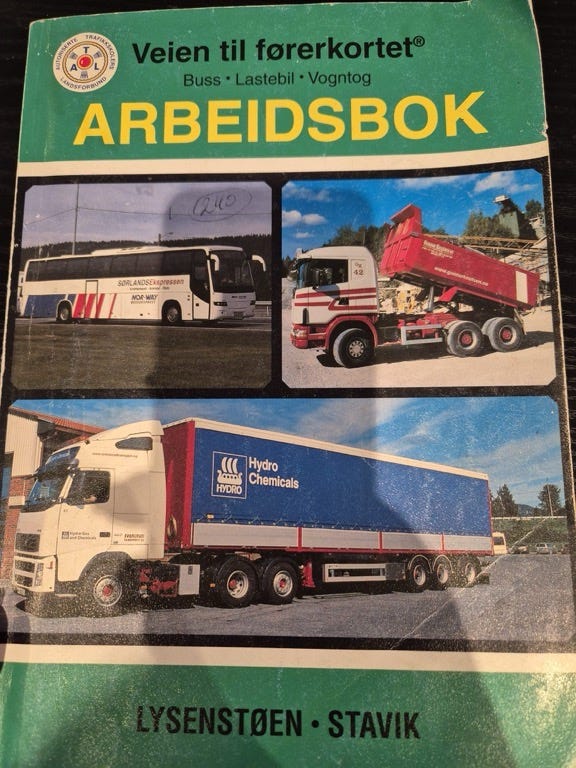 AUTORISERTE TRAFIKKSKOLERS LANDSFORBUND
ATL
Veien til førerkortet®
Buss · Lastebil · Vogntog
ARBEIDSBOK
240
SØRLANDSEkspressen
NOR-WAY
42
Hydro
Chemicals
HYDRO
LYSENSTØEN · STAVIK